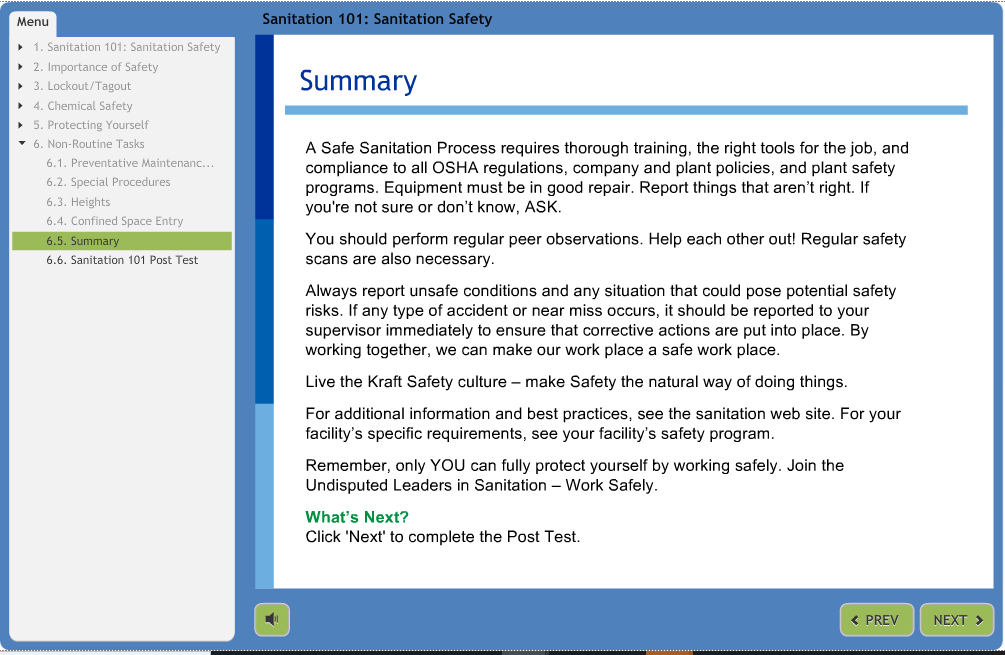 Menu
1. Sanitation 101: Sanitation Safety
2. Importance of Safety
3. Lockout/Tagout
4. Chemical Safety
5. Protecting Yourself
6. Non-Routine Tasks
6.1. Preventative Maintenanc...
6.2. Special Procedures
6.3. Heights
6.4. Confined Space Entry
6.5. Summary
6.6. Sanitation 101 Post Test
Sanitation 101: Sanitation Safety
Summary
A Safe Sanitation Process requires thorough training, the right tools for the job, and
compliance to all OSHA regulations, company and plant policies, and plant safety
programs. Equipment must be in good repair. Report things that aren’t right. If
you're not sure or don’t know, ASK.
You should perform regular peer observations. Help each other out! Regular safety
scans are also necessary.
Always report unsafe conditions and any situation that could pose potential safety
risks. If any type of accident or near miss occurs, it should be reported to your
supervisor immediately to ensure that corrective actions are put into place. By
working together, we can make our work place a safe work place.
Live the Kraft Safety culture – make Safety the natural way of doing things.
For additional information and best practices, see the sanitation web site. For your
facility’s specific requirements, see your facility’s safety program.
Remember, only YOU can fully protect yourself by working safely. Join the
Undisputed Leaders in Sanitation – Work Safely.
What’s Next?
Click 'Next' to complete the Post Test.
PREV
NEXT